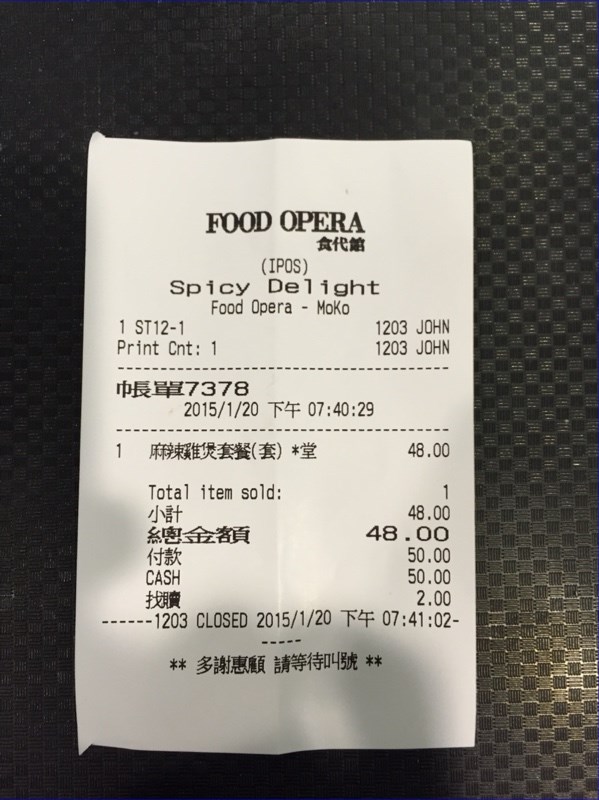 FOOD OPERA
食代館
(IPOS)
Spicy Delight
Food Opera - MoKo
1 ST12-1 1203 JOHN
Print Cnt: 1 1203 JOHN
--------------------------------------
帳單7378
2015/1/20 下午 07:40:29
--------------------------------------
1 麻辣雞煲套餐(套) *堂 48.00
Total item sold: 1
小計 48.00
總金額 48.00
付款 50.00
CASH 50.00
找贖 2.00
------1203 CLOSED 2015/1/20 下午 07:41:02-
-----
** 多謝惠顧 請等待叫號 **